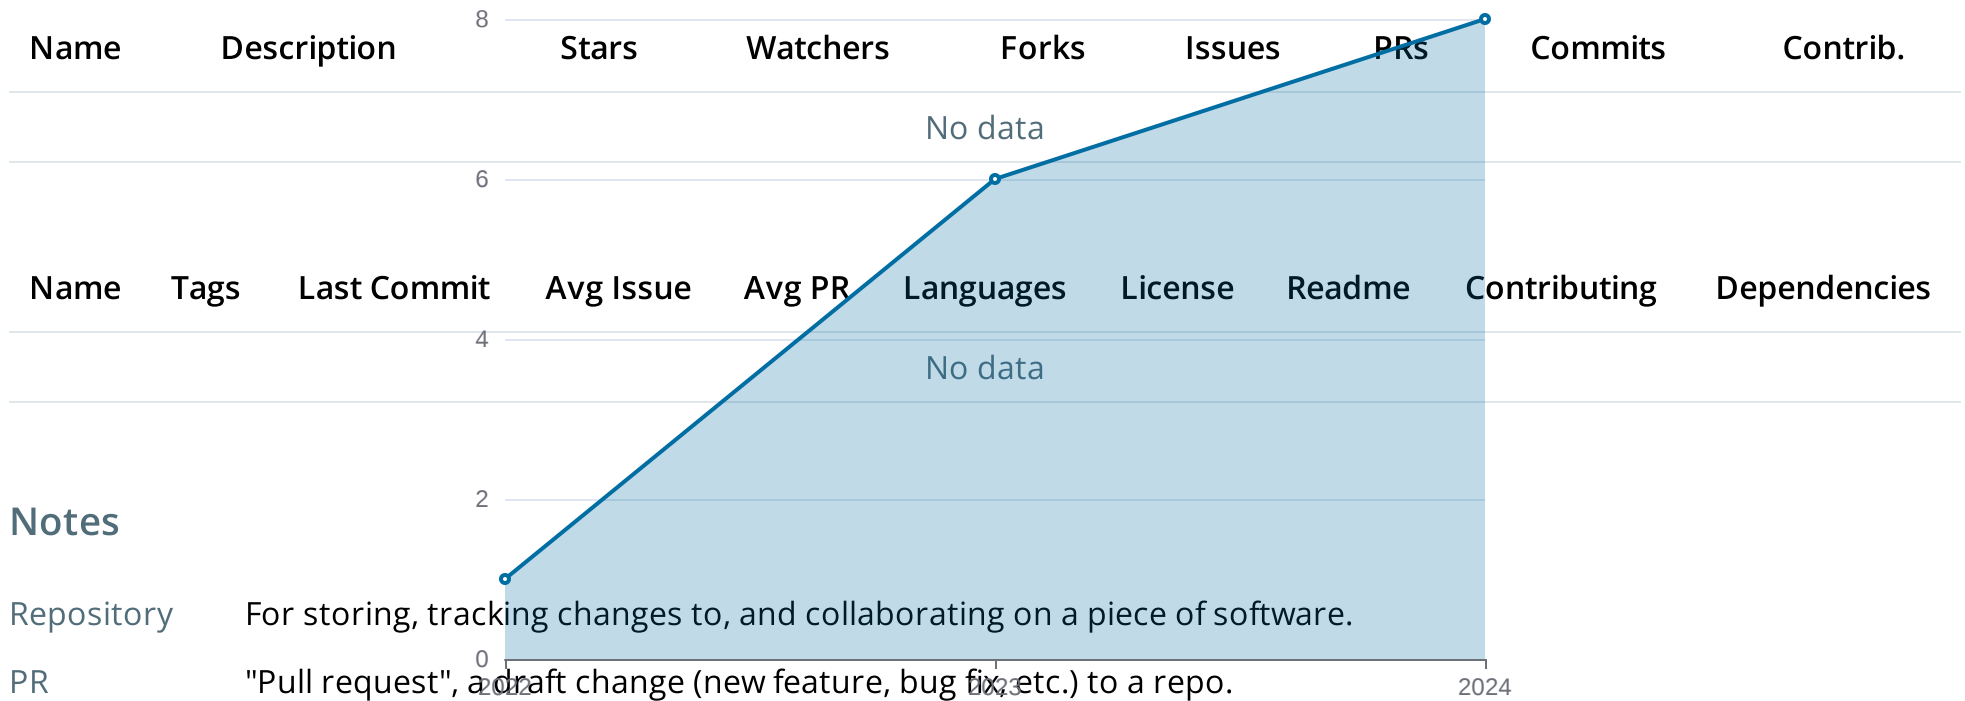 8
Name Description Stars Watchers Forks Issues PRs Commits Contrib.
No data
6
Name Tags Last Commit Avg Issue Avg PR Languages License Readme Contributing Dependencies
4
No data
2
Notes
Repository For storing, tracking changes to, and collaborating on a piece of software.
0
PR "Pull request", a draft change (new feature, bug fix, etc.) to a repo.
2022 2023 2024